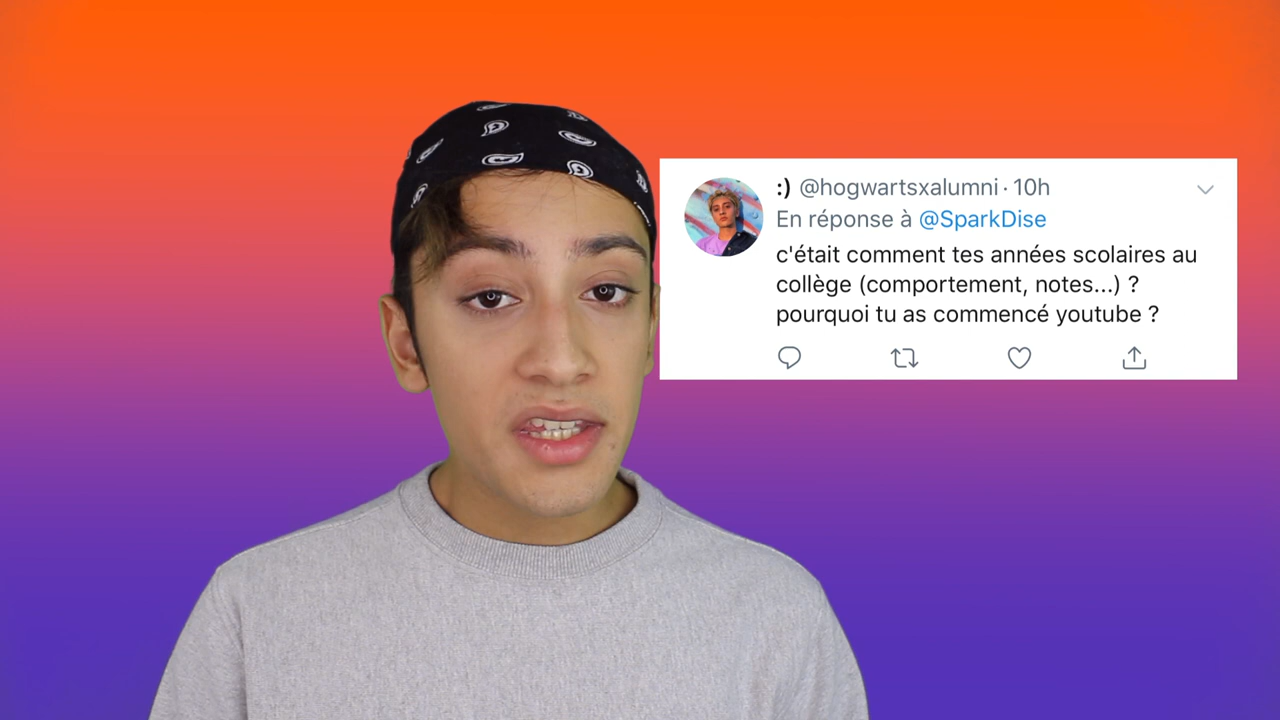 :) @hogwartsxalumni · 10h
En réponse à @SparkDise
c'était comment tes années scolaires au
collège (comportement, notes...) ?
pourquoi tu as commencé youtube ?